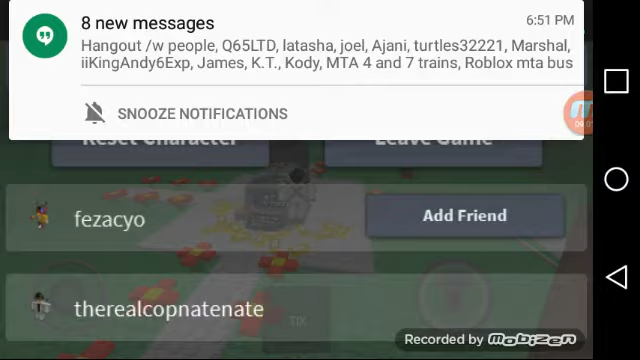 8 new messages
6:51 PM
Hangout /w people, Q65LTD, latasha, joel, Ajani, turtles32221, Marshal,
iiKingAndy6Exp, James, K.T., Kody, MTA 4 and 7 trains, Roblox mta bus
SNOOZE NOTIFICATIONS
Reset Character
Leave Game
fezacyo
Add Friend
therealcopnatenate
TIX
Recorded by mobizen